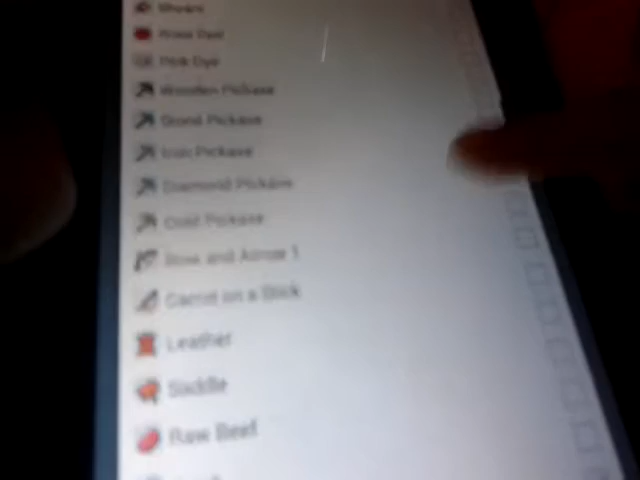 Shears
Rose Red
Pink Dye
Wooden Pickaxe
Stone Pickaxe
Iron Pickaxe
Diamond Pickaxe
Gold Pickaxe
Bow and Arrow 1
Carrot on a Stick
Leather
Saddle
Raw Beef